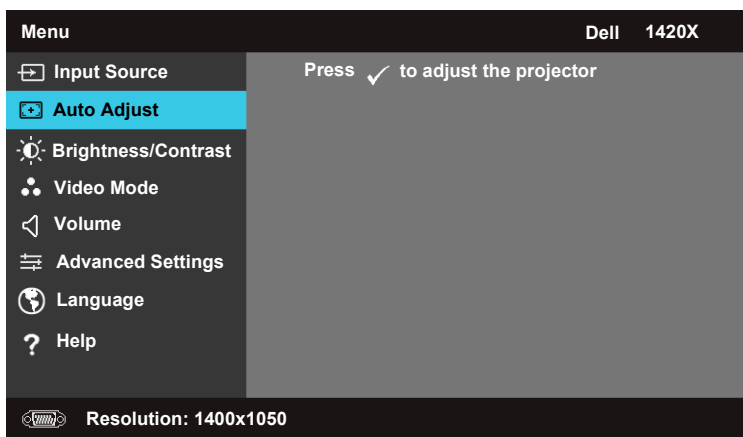 Menu Dell 1420X
Input Source
Press ✓ to adjust the projector
Auto Adjust
Brightness/Contrast
Video Mode
Volume
Advanced Settings
Language
? Help
Resolution: 1400x1050